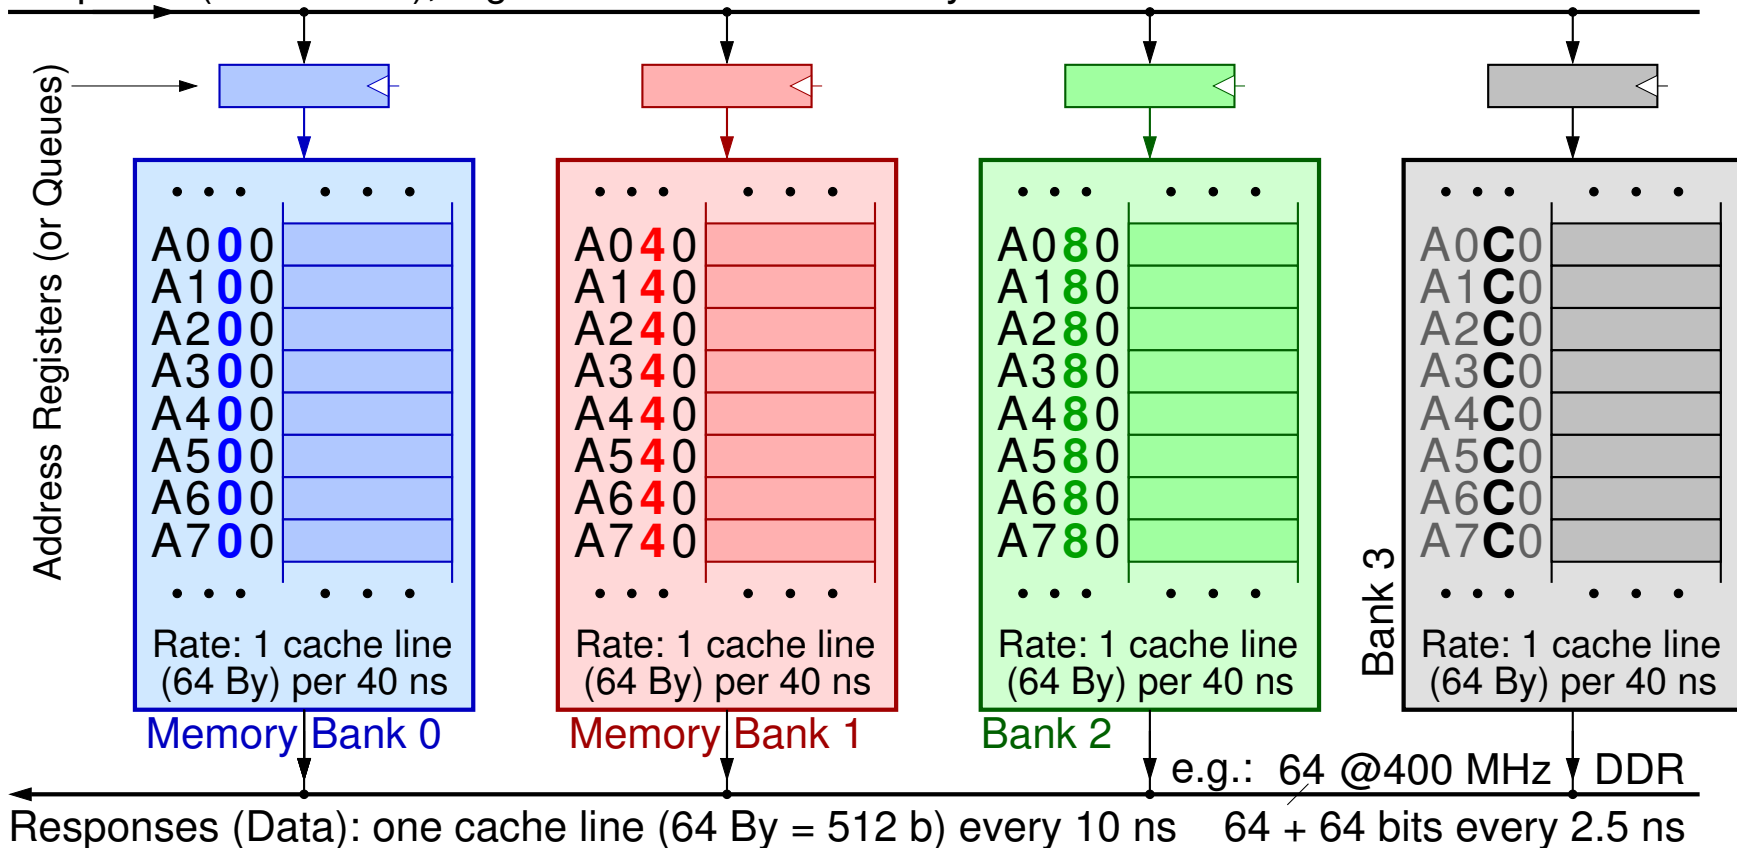 Address Registers (or Queues)
A000
A100
A200
A300
A400
A500
A600
A700
Rate: 1 cache line
(64 By) per 40 ns
Memory Bank 0
A040
A140
A240
A340
A440
A540
A640
A740
Rate: 1 cache line
(64 By) per 40 ns
Memory Bank 1
A080
A180
A280
A380
A480
A580
A680
A780
Rate: 1 cache line
(64 By) per 40 ns
Bank 2
A0C0
A1C0
A2C0
A3C0
A4C0
A5C0
A6C0
A7C0
Rate: 1 cache line
(64 By) per 40 ns
Bank 3
e.g.: 64 @400 MHz DDR
Responses (Data): one cache line (64 By = 512 b) every 10 ns 64 + 64 bits every 2.5 ns